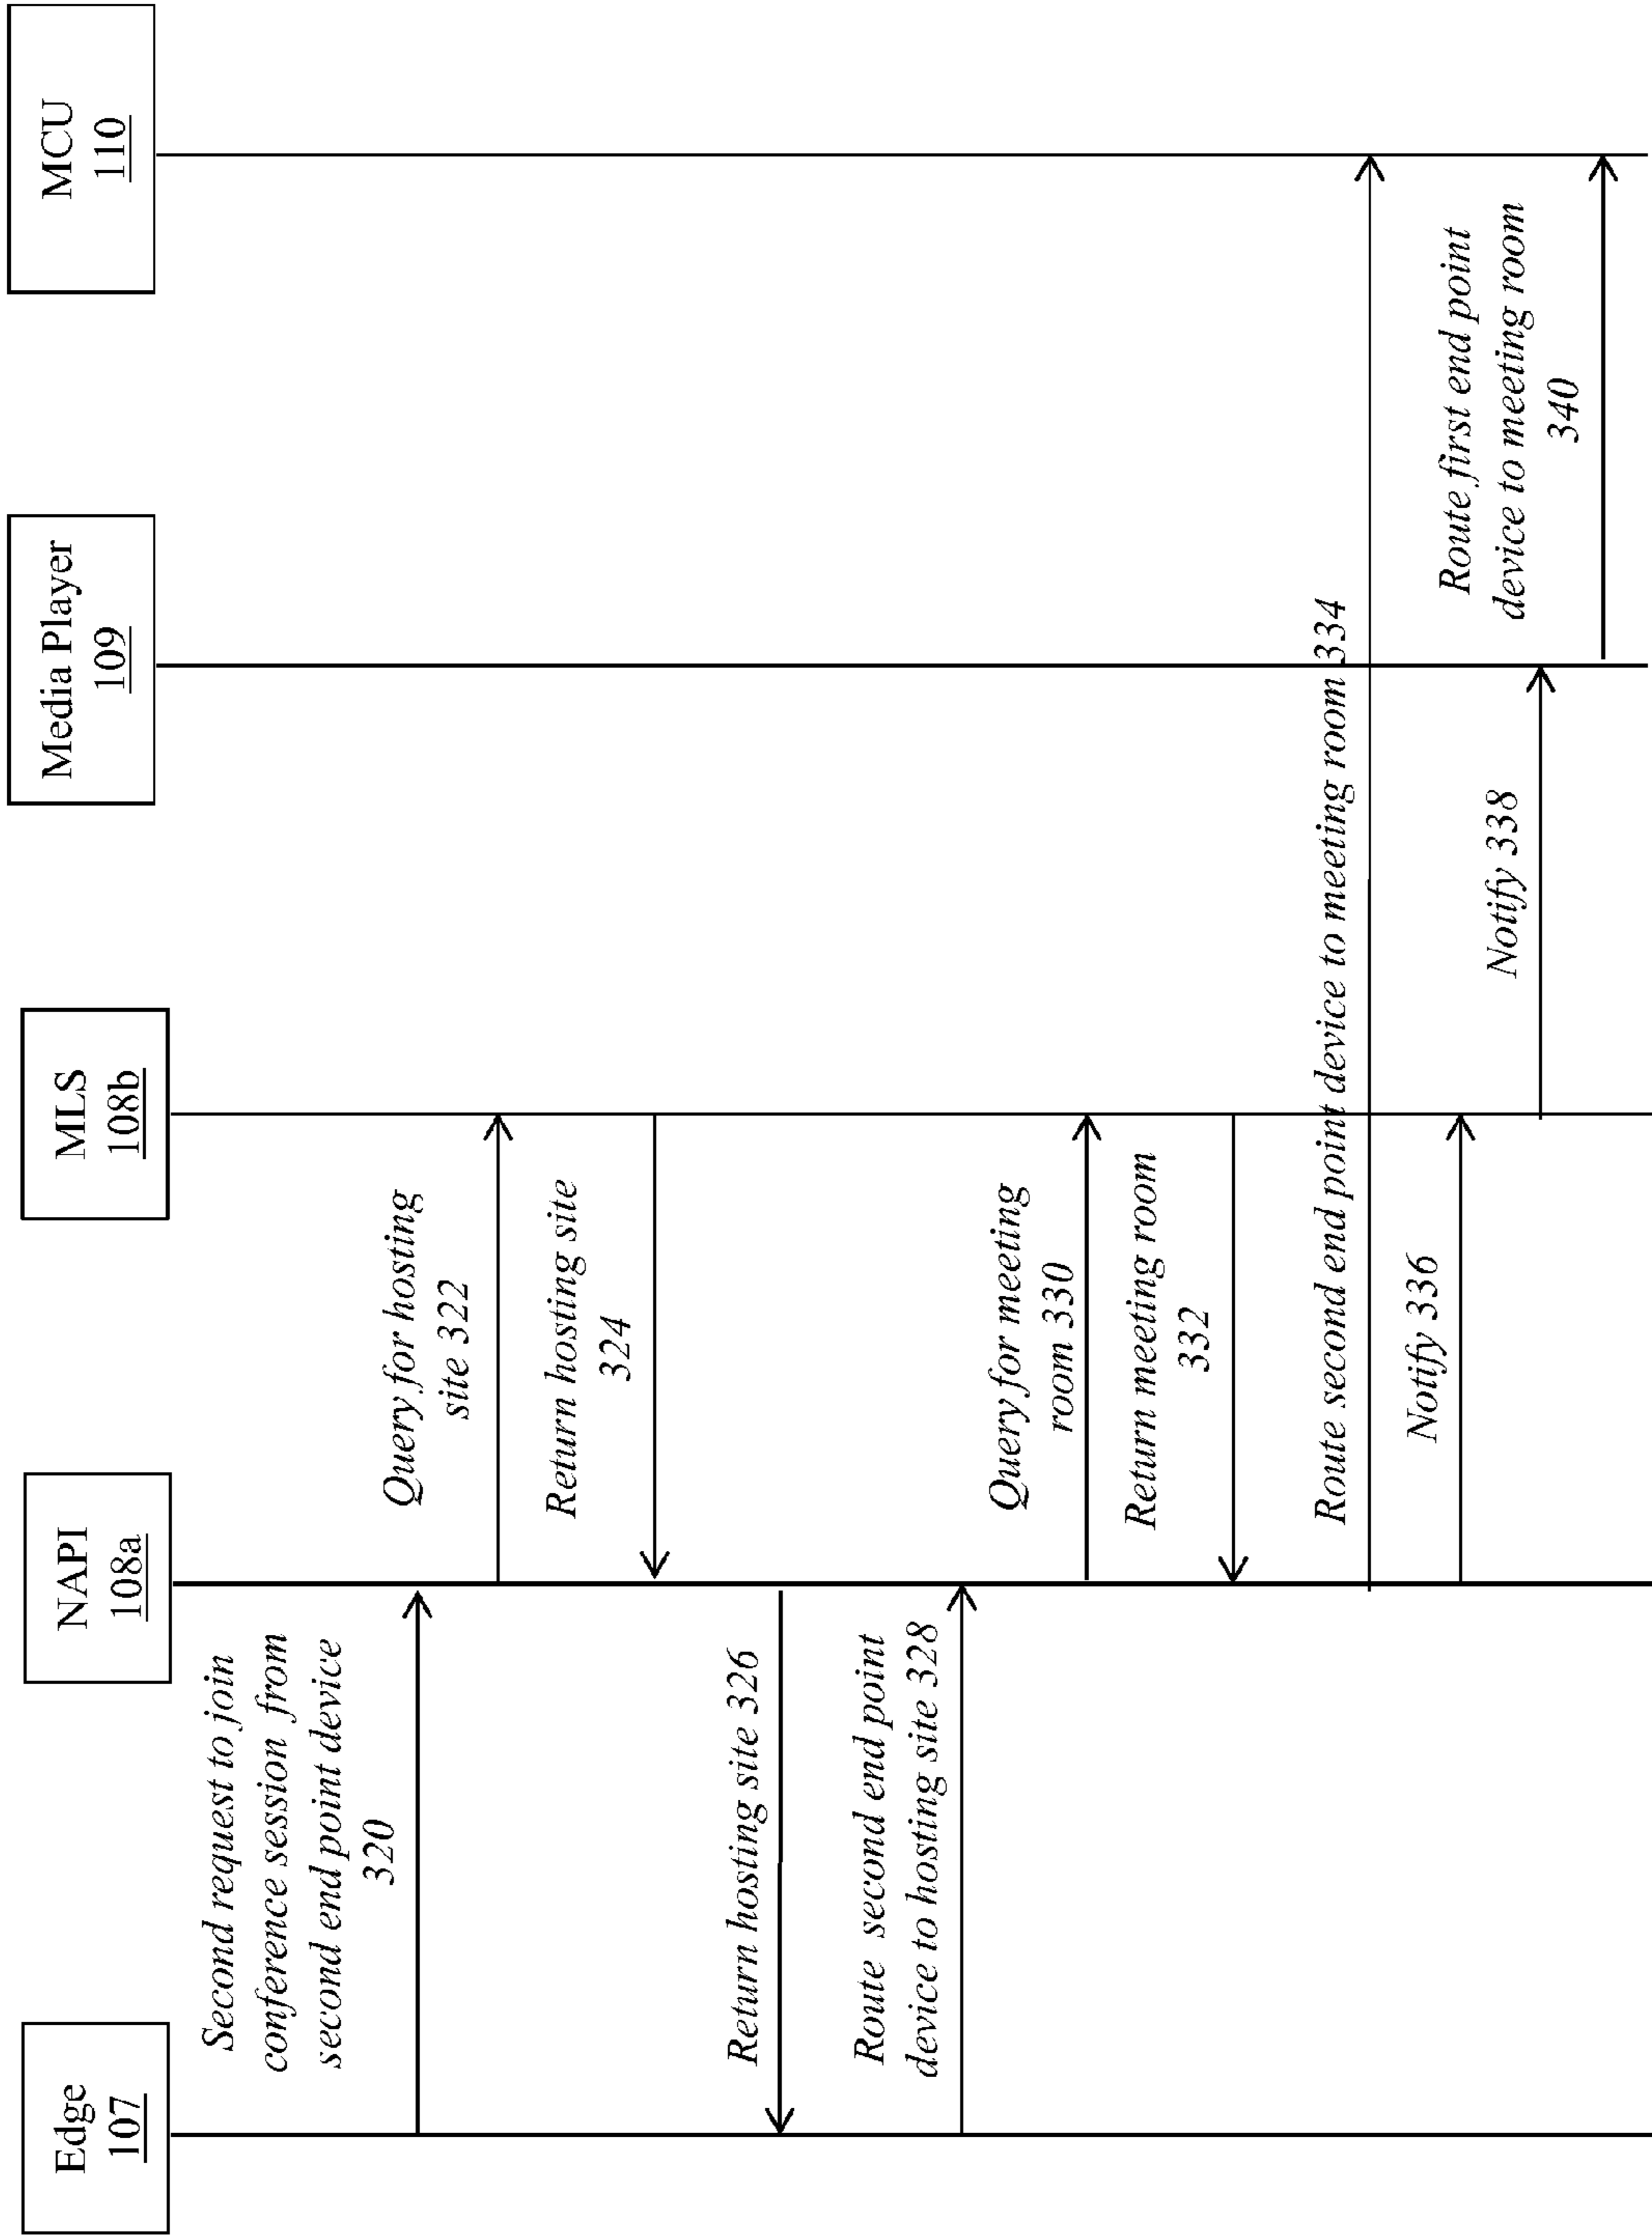 Edge
107
NAPI
108a
MLS
108b
Media Player
109
MCU
110
Second request to join
conference session from
second end point device
320
Query for hosting
site 322
Return hosting site
324
Return hosting site 326
Route second end point
device to hosting site 328
Query for meeting
room 330
Return meeting room
332
Route second end point device to meeting room 334
Notify 336
Notify 338
Route first end point
device to meeting room
340